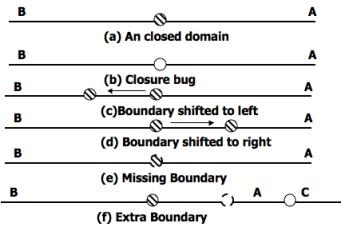 B A
(a) An closed domain
B A
(b) Closure bug
B A
(c)Boundary shifted to left
B A
(d) Boundary shifted to right
B A
(e) Missing Boundary
B A C
(f) Extra Boundary